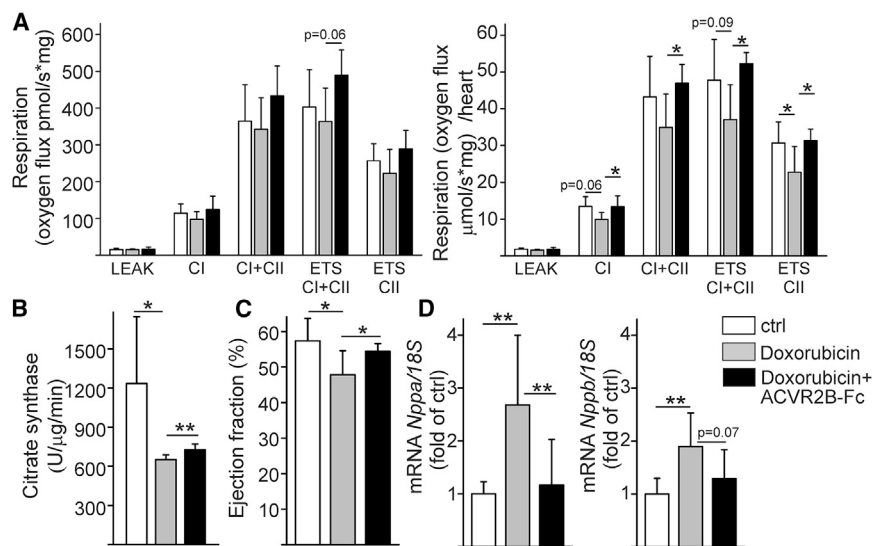 A
Respiration
(oxygen flux pmol/s*mg)
600
500
400
300
200
100
p=0.06
LEAK
CI
CI+CII
ETS
CI+CII
ETS
CII
Respiration (oxygen flux
μmol/s*mg) /heart
60
50
40
30
20
10
p=0.06
*
*
p=0.09
*
*
*
LEAK
CI
CI+CII
ETS
CI+CII
ETS
CII
B
Citrate synthase
(U/μg/min)
1500
1200
900
600
300
*
**
C
Ejection fraction (%)
60
50
40
30
20
10
*
*
D
mRNA Nppa/18S
(fold of ctrl)
4
3
2
1
**
**
mRNA Nppb/18S
(fold of ctrl)
4
3
2
1
**
p=0.07
ctrl
Doxorubicin
Doxorubicin+
ACVR2B-Fc